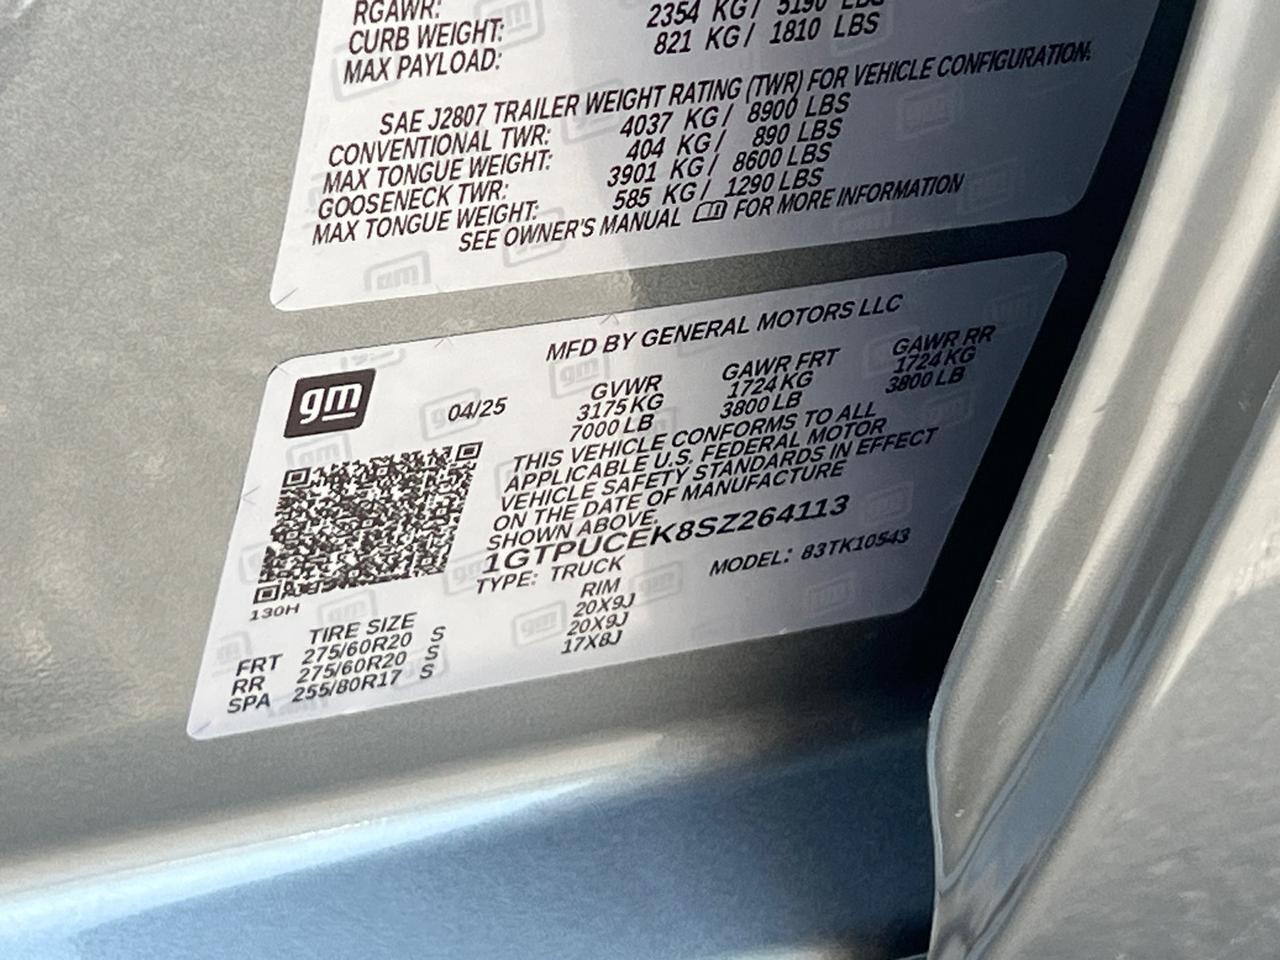 RGAWR:
CURB WEIGHT: 2354 KG/ 5190 LBS
MAX PAYLOAD: 821 KG/ 1810 LBS
SAE J2807 TRAILER WEIGHT RATING (TWR) FOR VEHICLE CONFIGURATION:
CONVENTIONAL TWR: 4037 KG/ 8900 LBS
MAX TONGUE WEIGHT: 404 KG/ 890 LBS
GOOSENECK TWR: 3901 KG/ 8600 LBS
MAX TONGUE WEIGHT: 585 KG/ 1290 LBS
SEE OWNER'S MANUAL FOR MORE INFORMATION
MFD BY GENERAL MOTORS LLC
gm
04/25
GVWR GAWR FRT GAWR RR
3175 KG 1724 KG 1724 KG
7000 LB 3800 LB 3800 LB
THIS VEHICLE CONFORMS TO ALL
APPLICABLE U.S. FEDERAL MOTOR
VEHICLE SAFETY STANDARDS IN EFFECT
ON THE DATE OF MANUFACTURE
SHOWN ABOVE.
1GTPUCEK8SZ264113
TYPE: TRUCK MODEL: 83TK10543
130H
TIRE SIZE RIM
FRT 275/60R20 S 20X9J
RR 275/60R20 S 20X9J
SPA 255/80R17 S 17X8J